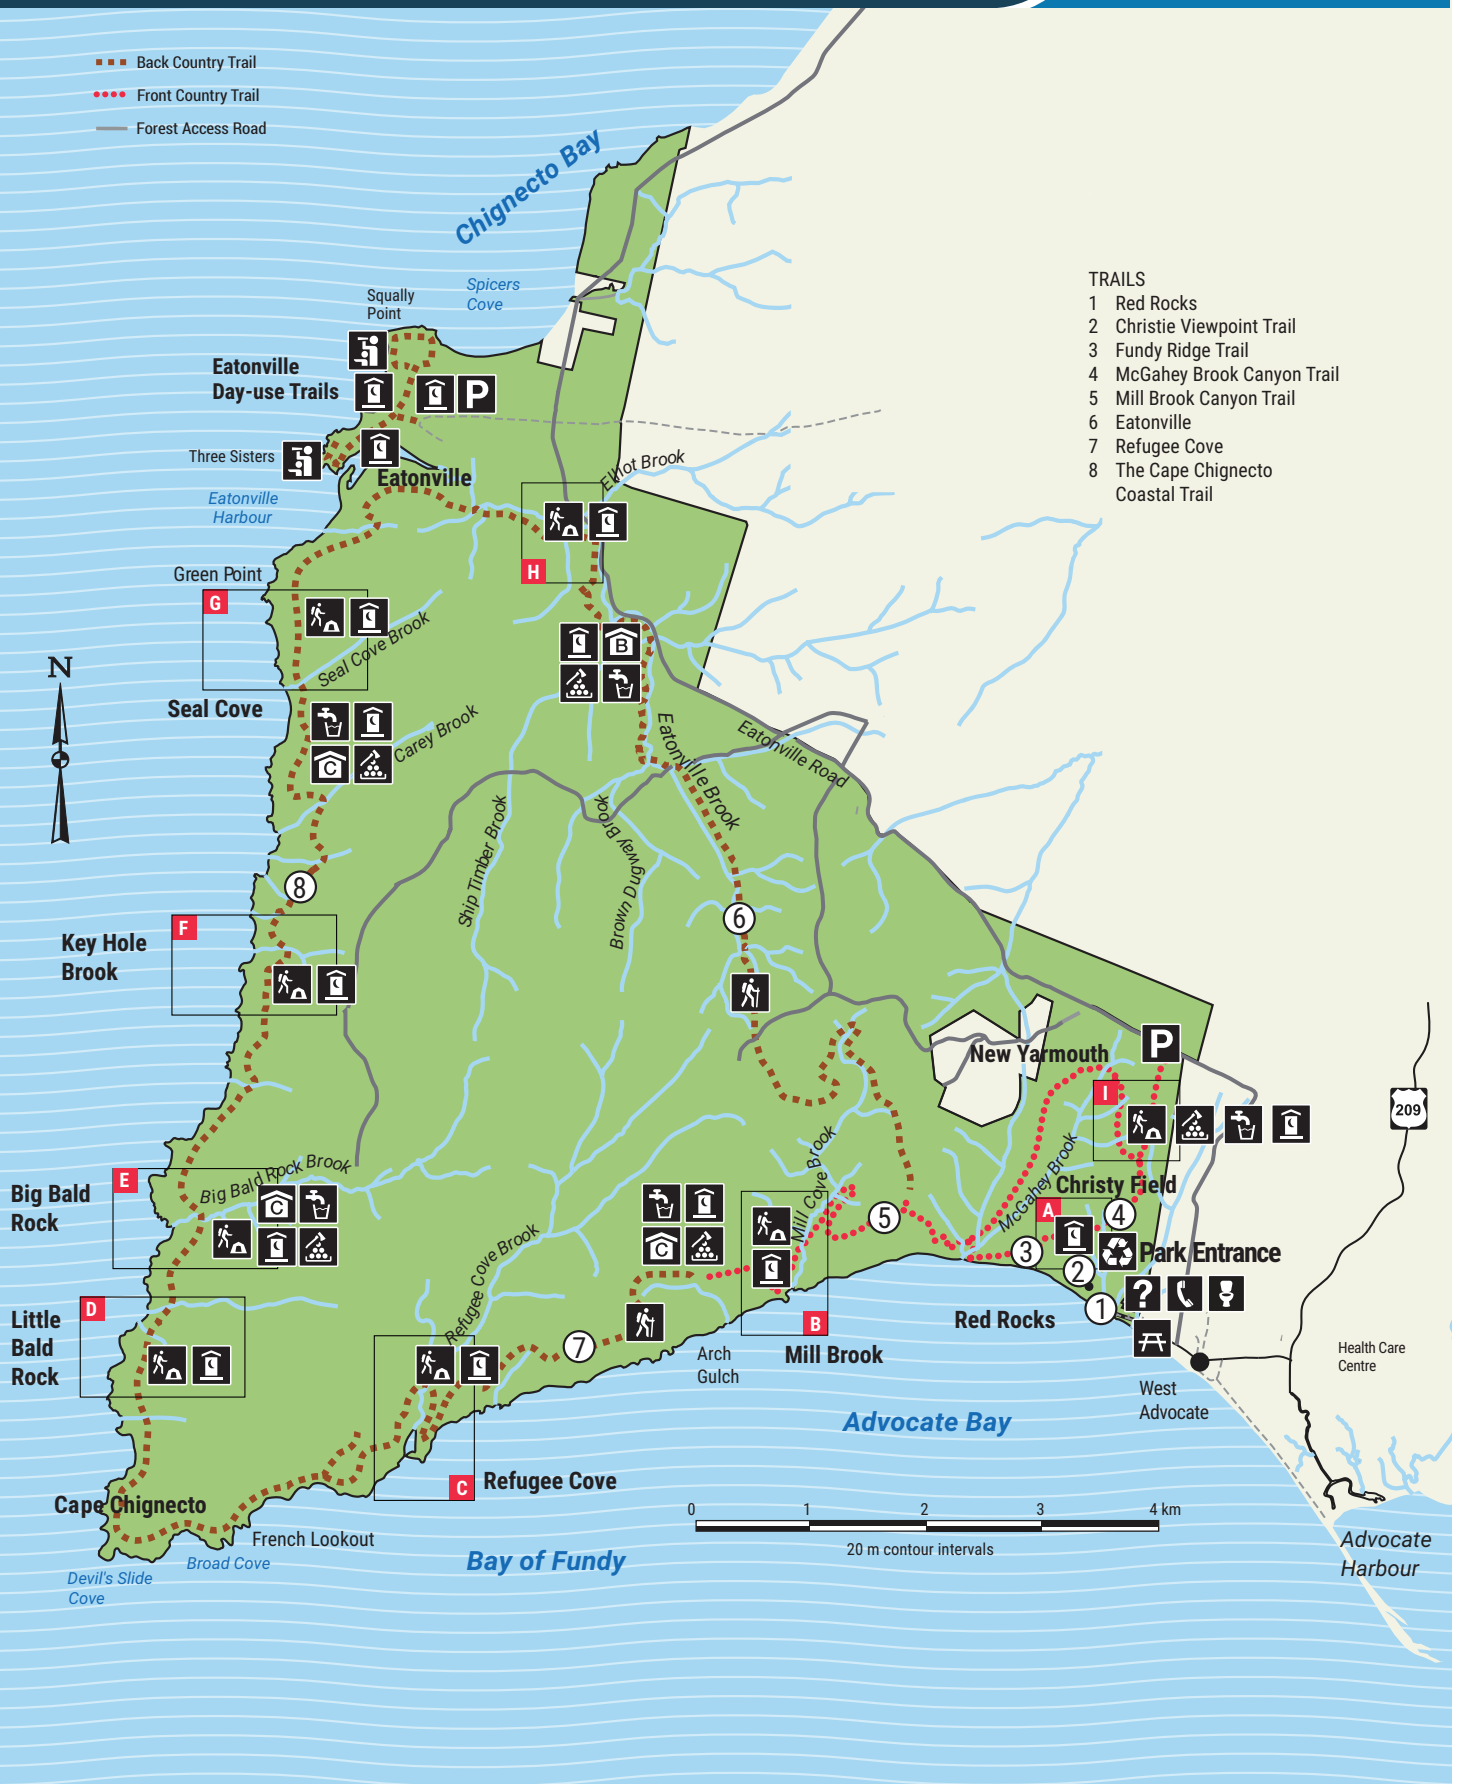 Back Country Trail
Front Country Trail
Forest Access Road
Chignecto Bay
Spicers
Cove
Squally
Point
Eatonville
Day-use Trails
P
Three Sisters
Eatonville
Eatonville
Harbour
Elliot Brook
TRAILS
1 Red Rocks
2 Christie Viewpoint Trail
3 Fundy Ridge Trail
4 McGahey Brook Canyon Trail
5 Mill Brook Canyon Trail
6 Eatonville
7 Refugee Cove
8 The Cape Chignecto
Coastal Trail
H
Green Point
G
Seal Cove Brook
B
N
Seal Cove
Carey Brook
C
Eatonville Brook
Eatonville Road
Ship Timber Brook
Brown Dugway Brook
8
6
F
Key Hole
Brook
New Yarmouth
P
I
209
McGahey Brook
Big Bald Rock Brook
E
Big Bald
Rock
C
Mill Cove Brook
C
Christy Field
A
4
5
3
Park Entrance
2
?
1
Refugee Cove Brook
D
Little
Bald
Rock
B
Red Rocks
7
Mill Brook
Arch
Gulch
Health Care
Centre
West
Advocate
Advocate Bay
C
Refugee Cove
Cape Chignecto
French Lookout
Broad Cove
Devil's Slide
Cove
Bay of Fundy
0 1 2 3 4 km
20 m contour intervals
Advocate
Harbour